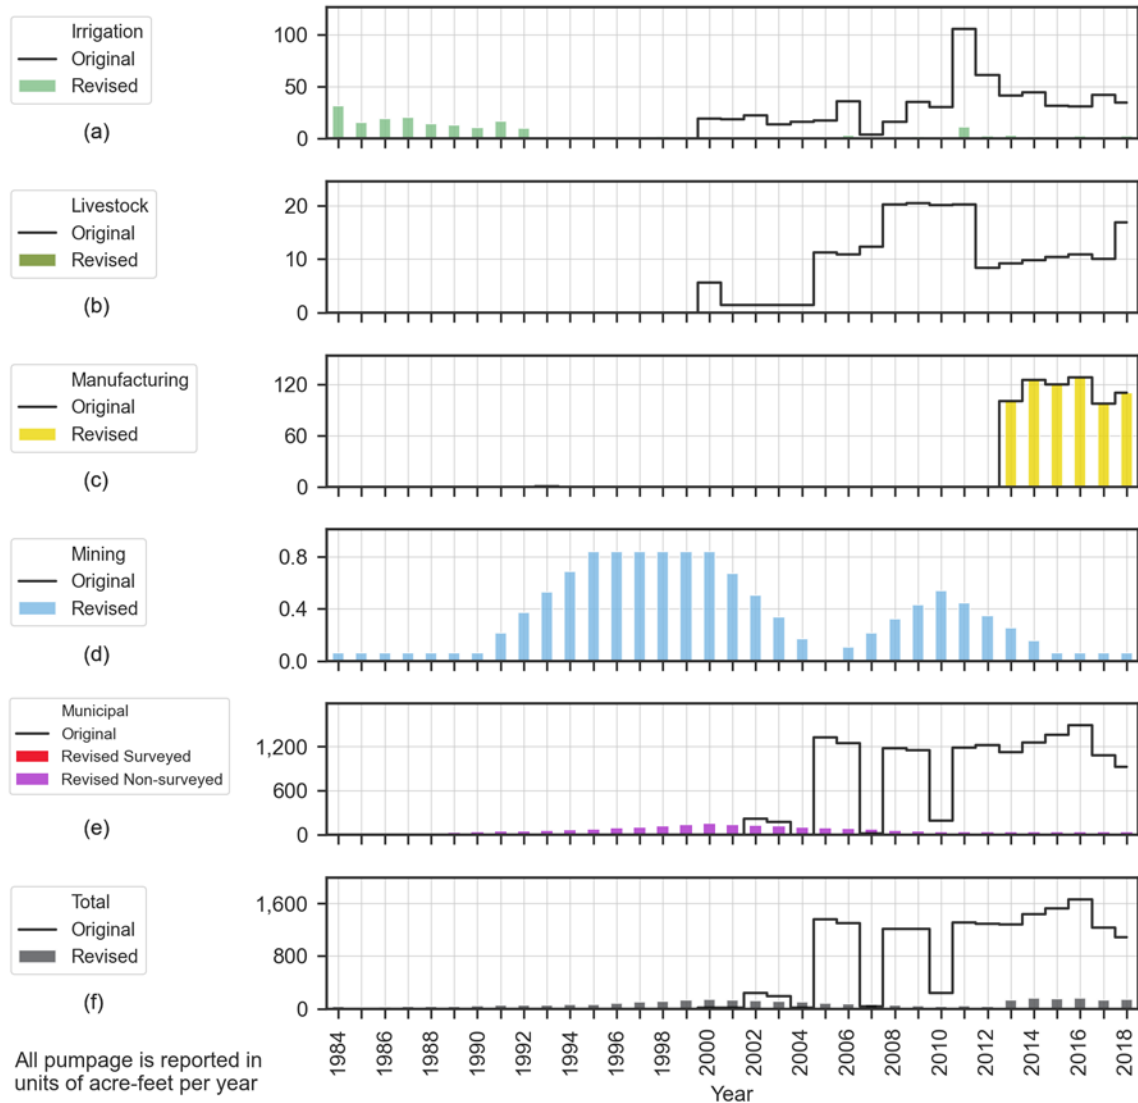 Irrigation
Original
Revised
(a)
100
50
0
Livestock
Original
Revised
(b)
20
10
0
Manufacturing
Original
Revised
(c)
120
60
0
Mining
Original
Revised
(d)
0.8
0.4
0.0
Municipal
Original
Revised Surveyed
Revised Non-surveyed
(e)
1,200
600
0
Total
Original
Revised
(f)
1,600
800
0
1984 1986 1988 1990 1992 1994 1996 1998 2000 2002 2004 2006 2008 2010 2012 2014 2016 2018
Year
All pumpage is reported in
units of acre-feet per year